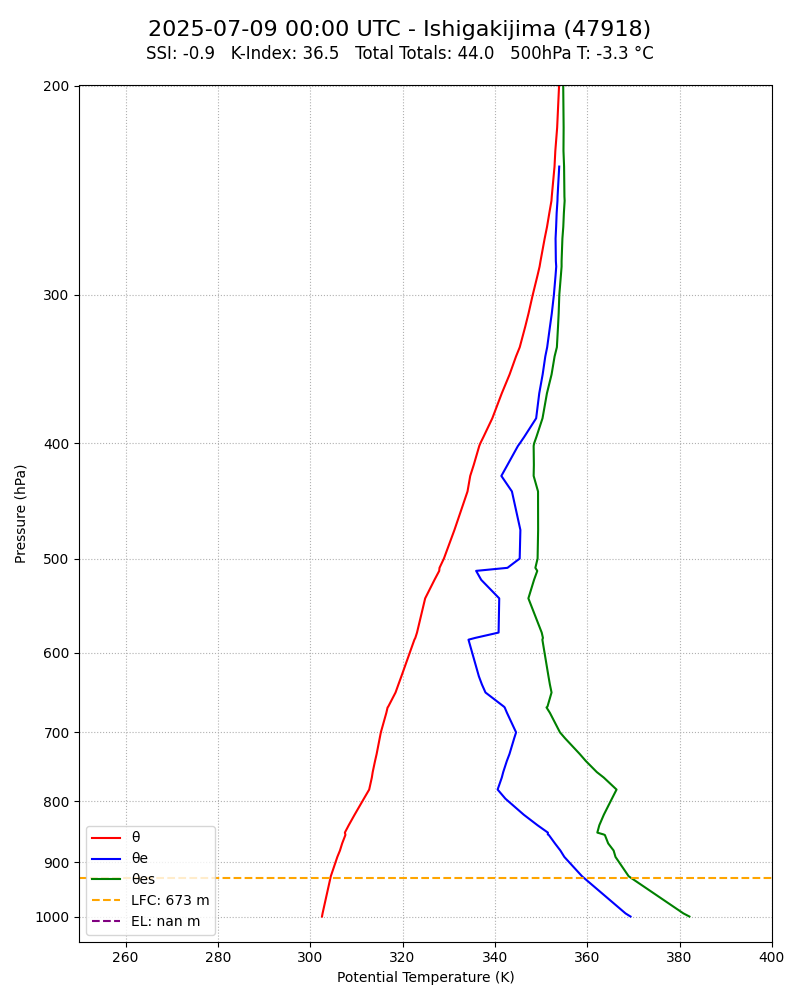 2025-07-09 00:00 UTC - Ishigakijima (47918)
SSI: -0.9   K-Index: 36.5   Total Totals: 44.0   500hPa T: -3.3 °C
200
300
400
500
600
700
800
900
1000
Pressure (hPa)
θ
θe
θes
LFC: 673 m
EL: nan m
260 280 300 320 340 360 380 400
Potential Temperature (K)